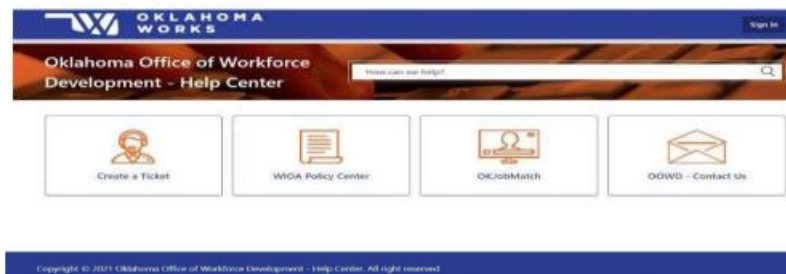 OKLAHOMA
WORKS
Sign In
Oklahoma Office of Workforce
Development - Help Center
How can we help?
Create a Ticket
WIOA Policy Center
OKJobMatch
OOWD - Contact Us
Copyright © 2021 Oklahoma Office of Workforce Development - Help Center. All right reserved